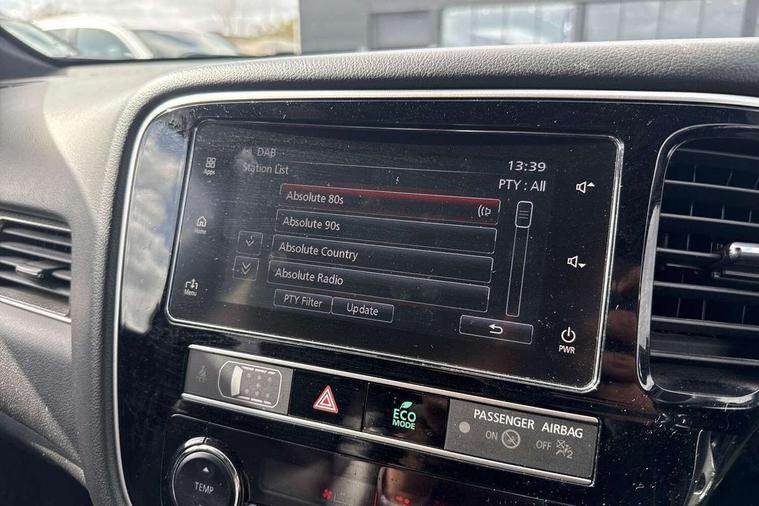 DAB
13:39
Station List
PTY : All
Apps
Absolute 80s
Absolute 90s
Home
Absolute Country
Absolute Radio
Menu
PTY Filter
Update
PWR
ECO
MODE
PASSENGER AIRBAG
ON
OFF
2
TEMP